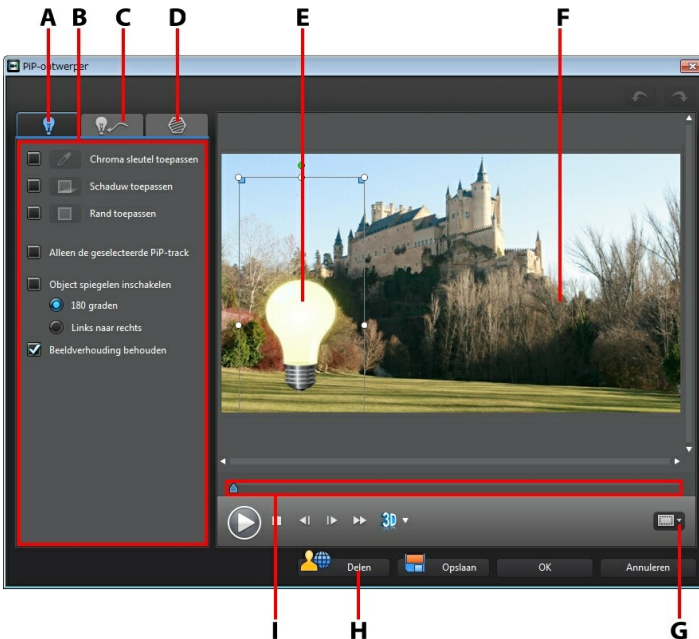 A B C D E F
PiP-ontwerper
Chroma sleutel toepassen
Schaduw toepassen
Rand toepassen
Alleen de geselecteerde PiP-track
Object spiegelen inschakelen
180 graden
Links naar rechts
Beeldverhouding behouden
3D
Delen Opslaan OK Annuleren
I H G